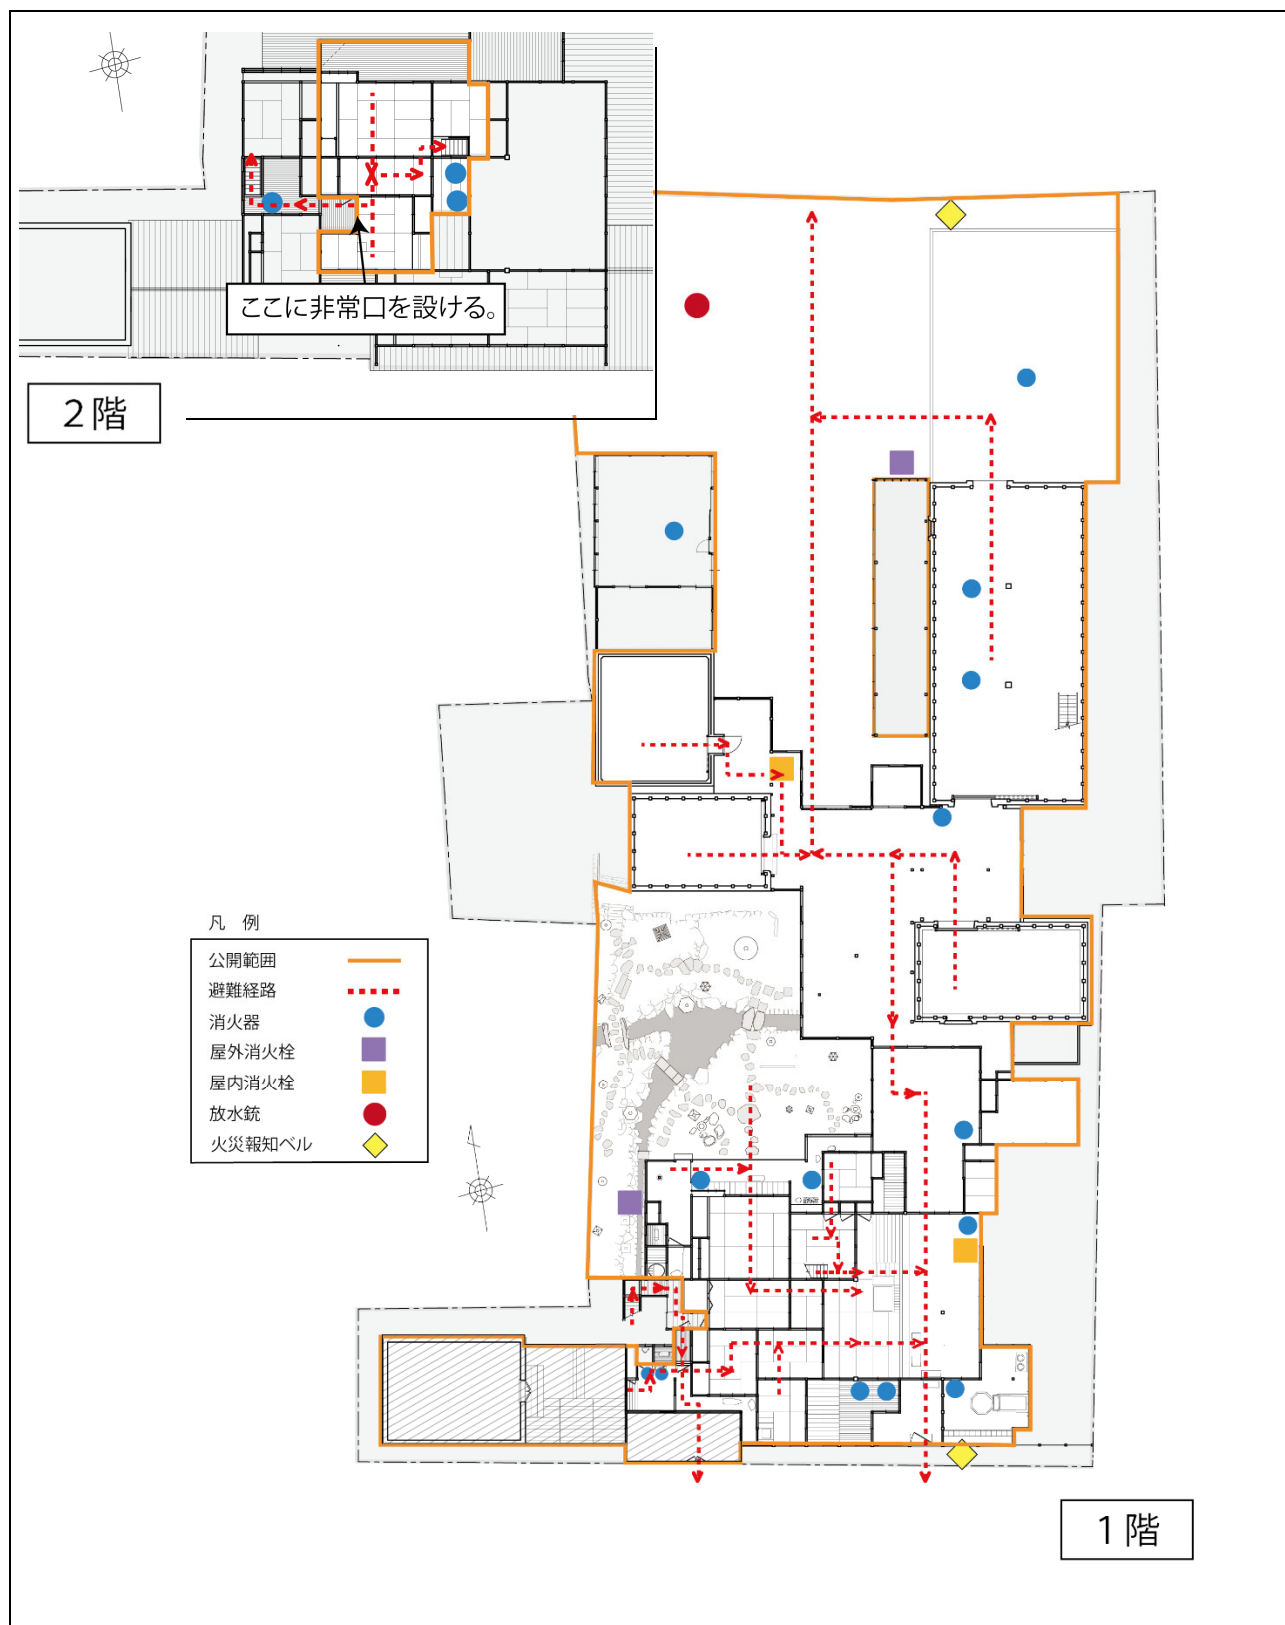 ここに非常口を設ける。
２階
凡　例
公開範囲
避難経路
消火器
屋外消火栓
屋内消火栓
放水銃
火災報知ベル
１階